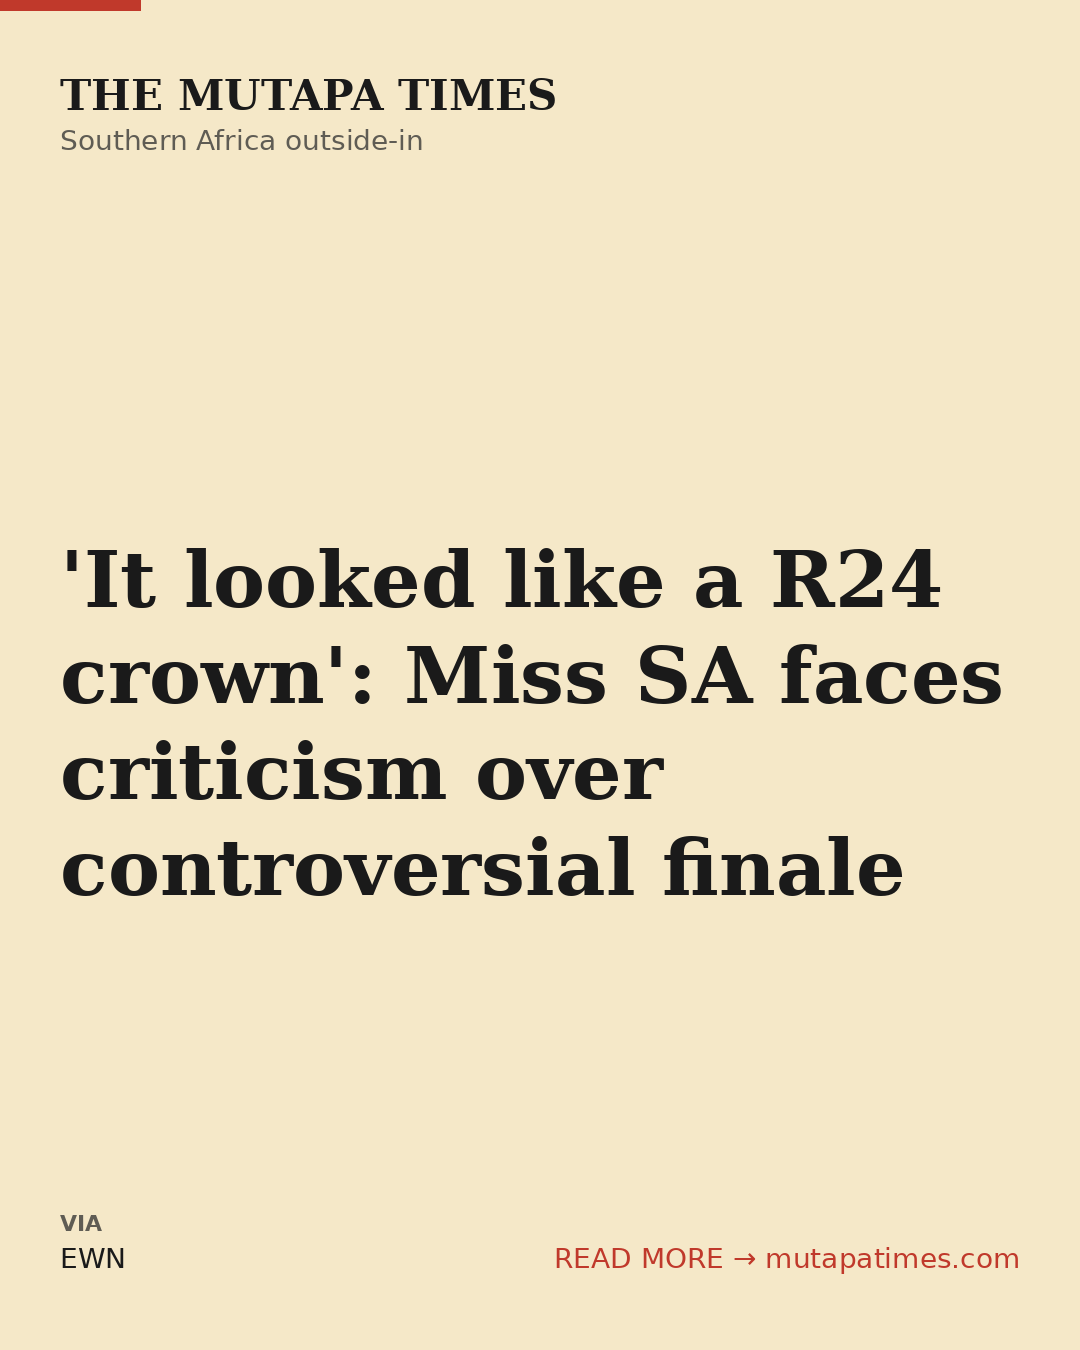 THE MUTAPA TIMES
Southern Africa outside-in
'It looked like a R24
crown': Miss SA faces
criticism over
controversial finale
VIA
EWN
READ MORE → mutapatimes.com